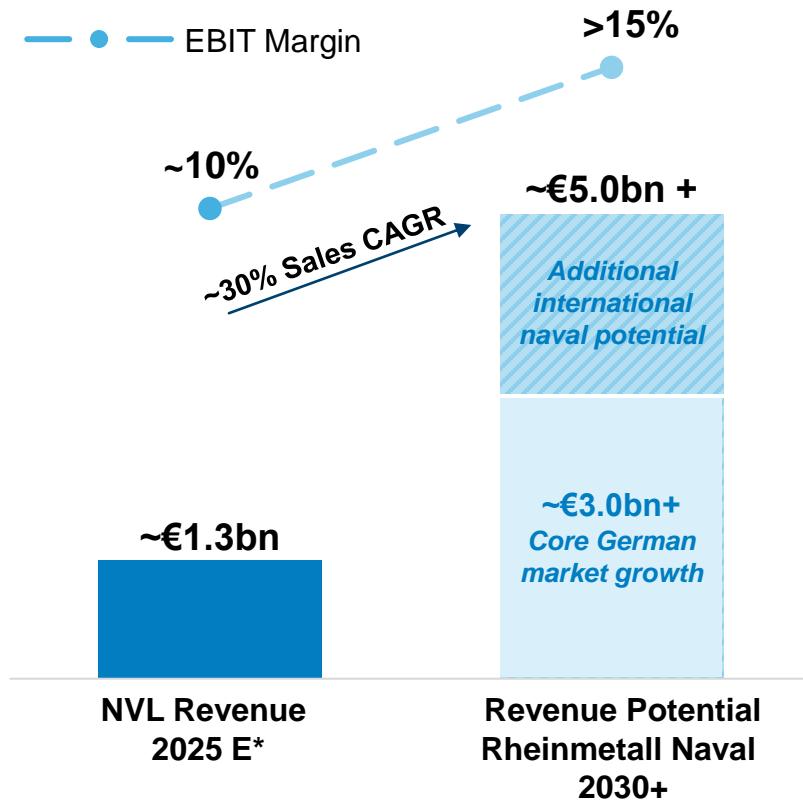 EBIT Margin
>15%
~10%
~€5.0bn +
~30% Sales CAGR
Additional
international
naval potential
~€3.0bn+
Core German
market growth
~€1.3bn
NVL Revenue
2025 E*
Revenue Potential
Rheinmetall Naval
2030+